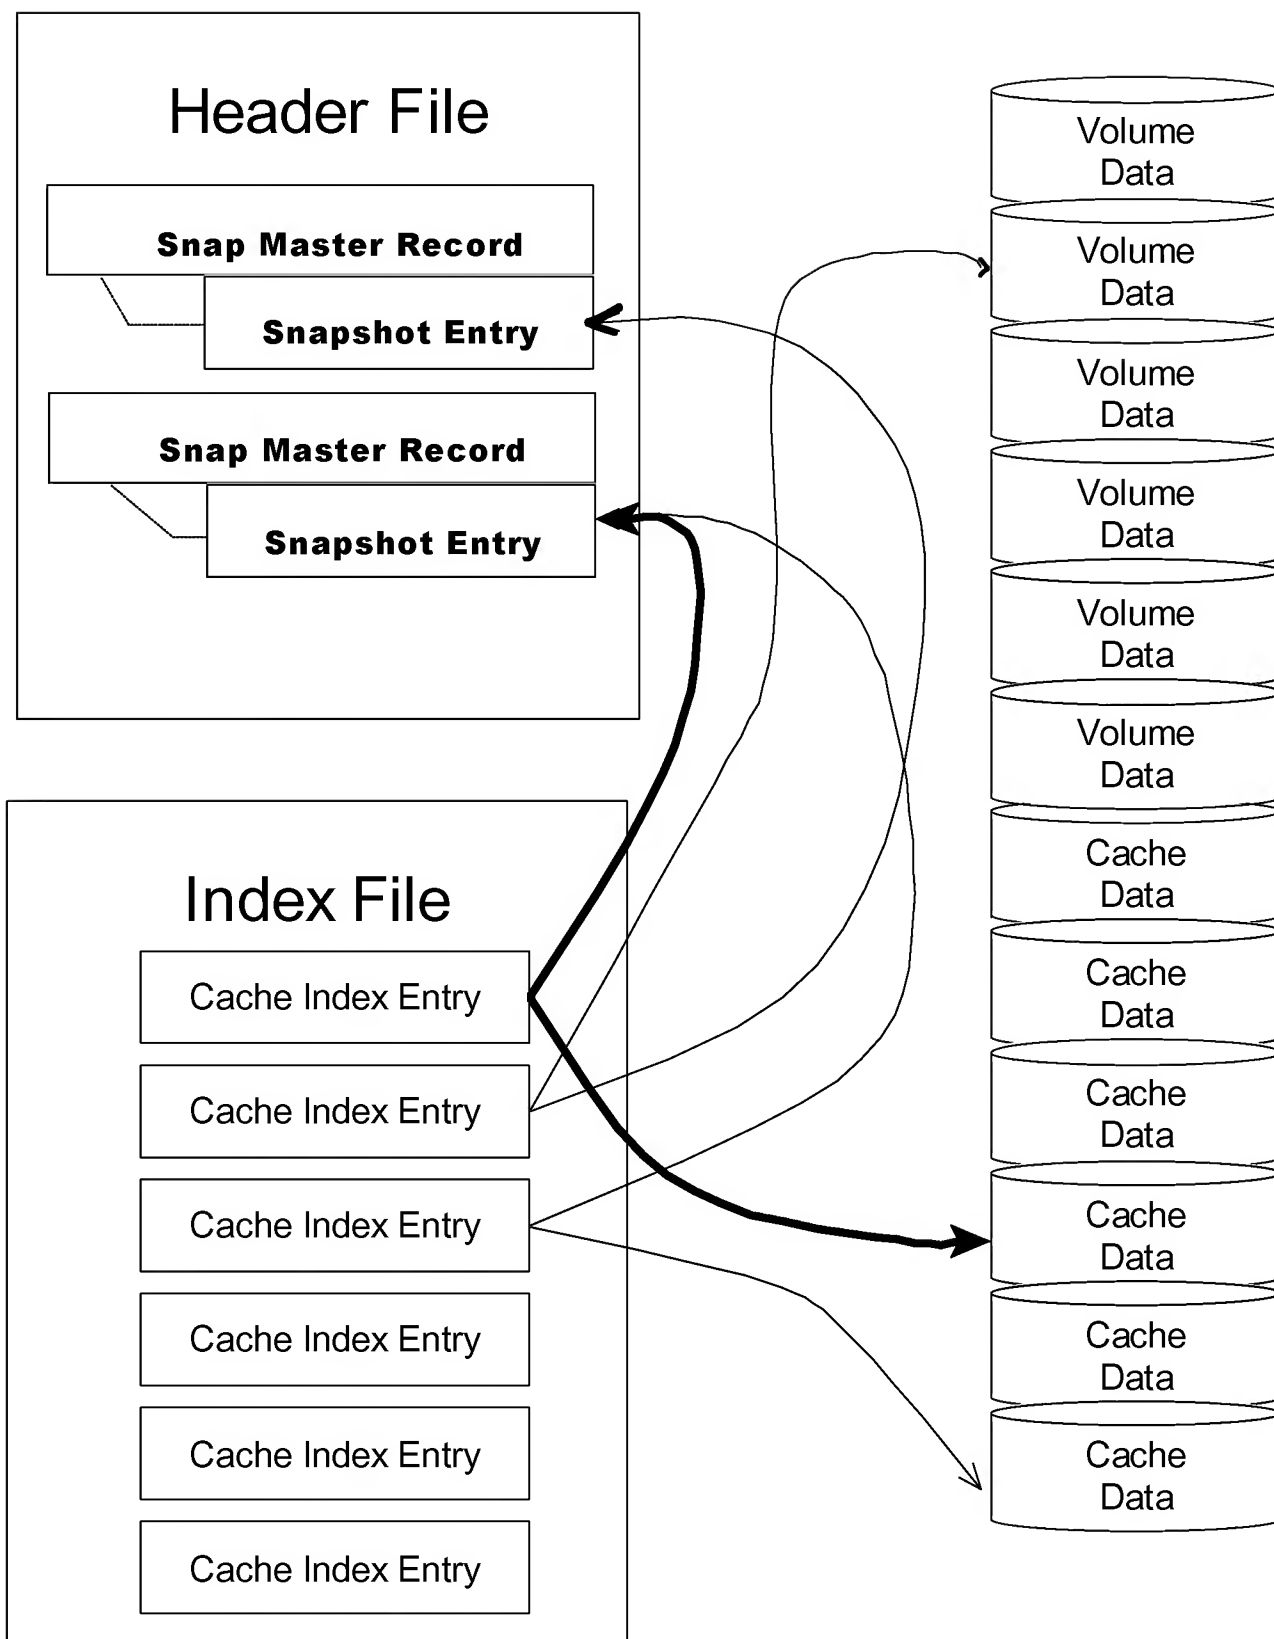 Header File
Snap Master Record
Snapshot Entry
Snap Master Record
Snapshot Entry
Index File
Cache Index Entry
Cache Index Entry
Cache Index Entry
Cache Index Entry
Cache Index Entry
Cache Index Entry
Volume
Data
Volume
Data
Volume
Data
Volume
Data
Volume
Data
Volume
Data
Cache
Data
Cache
Data
Cache
Data
Cache
Data
Cache
Data
Cache
Data